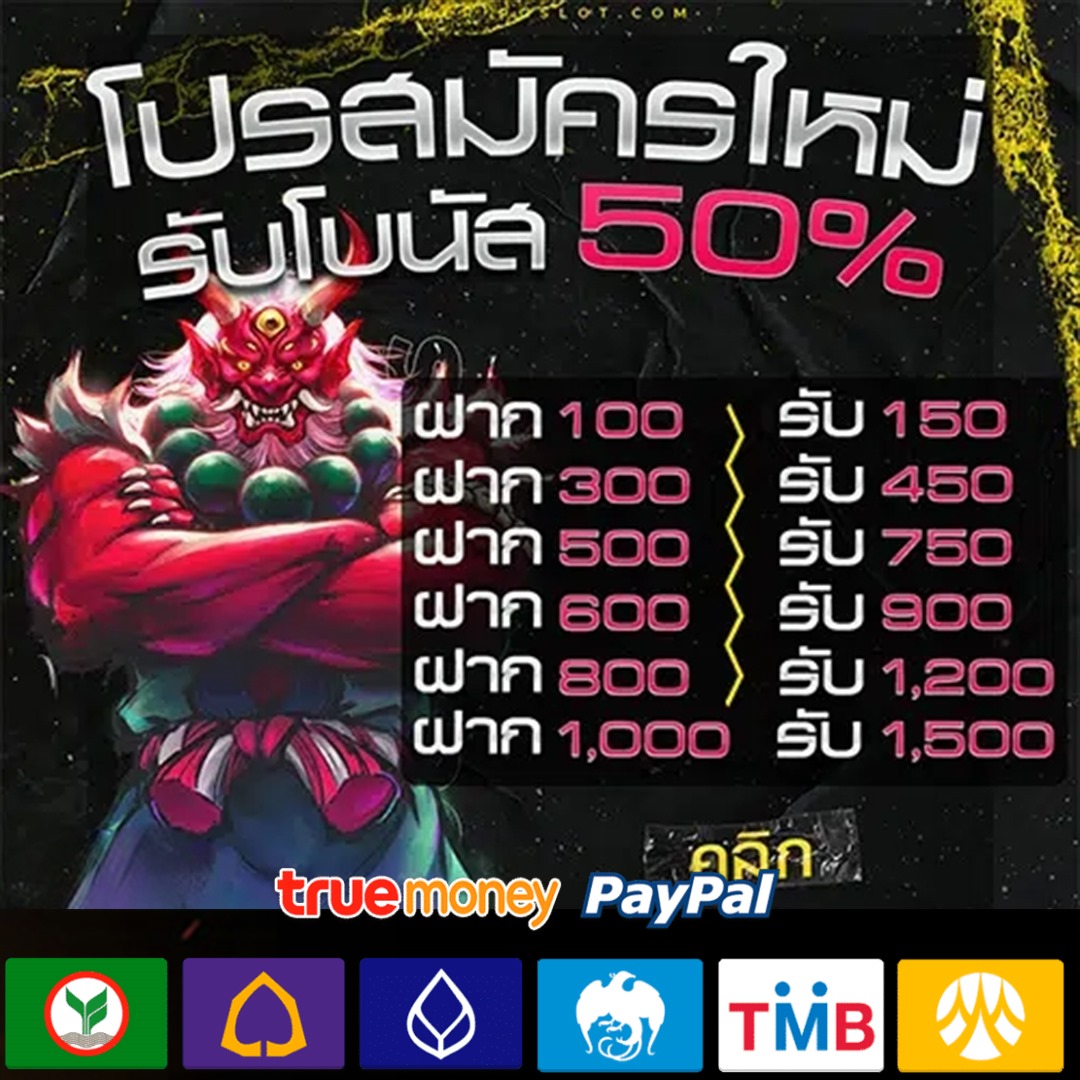 โปรสมัครใหม่
รับโบนัส 50%
ฝาก 100 รับ 150
ฝาก 300 รับ 450
ฝาก 500 รับ 750
ฝาก 600 รับ 900
ฝาก 800 รับ 1,200
ฝาก 1,000 รับ 1,500
คลิก
truemoney PayPal
TMB